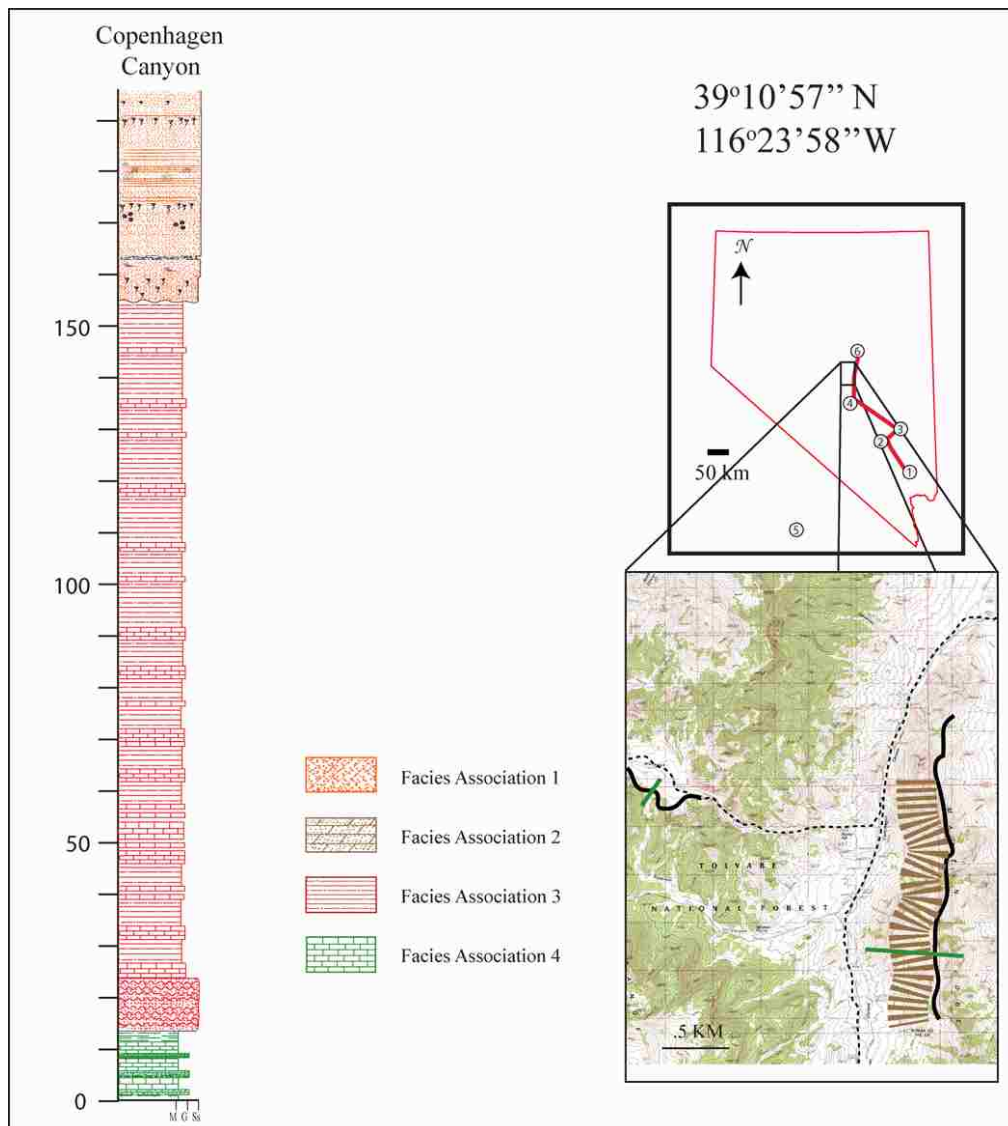 Copenhagen
Canyon
39°10'57'' N
116°23'58''W
N
50 km
6
4
3
2
1
5
150
100
50
0
M G Ss
Facies Association 1
Facies Association 2
Facies Association 3
Facies Association 4
TOIYABE
NATIONAL FOREST
.5 KM